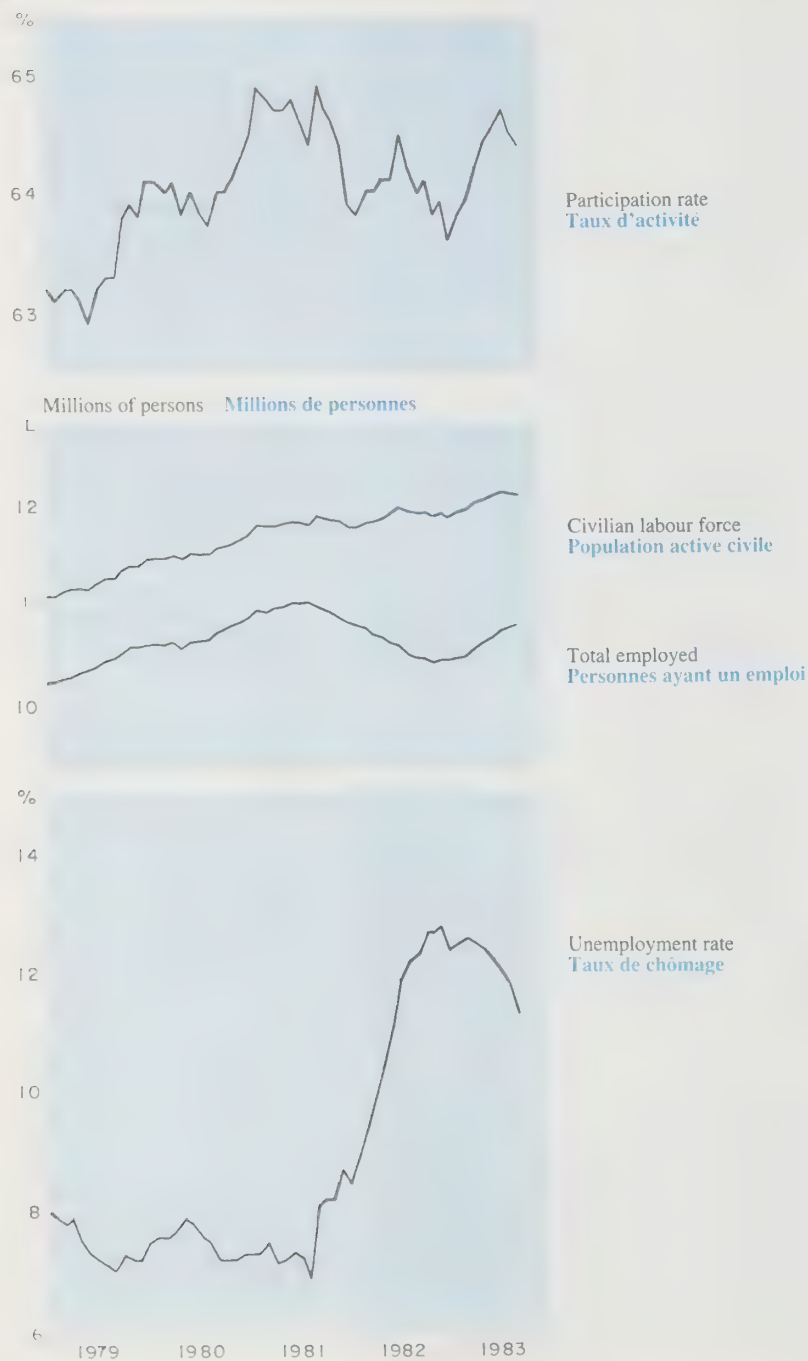 %
65
64
63
Participation rate
Taux d'activité
Millions of persons Millions de personnes
L
12
1
10
Civilian labour force
Population active civile
Total employed
Personnes ayant un emploi
%
14
12
10
8
6
Unemployment rate
Taux de chômage
1979 1980 1981 1982 1983